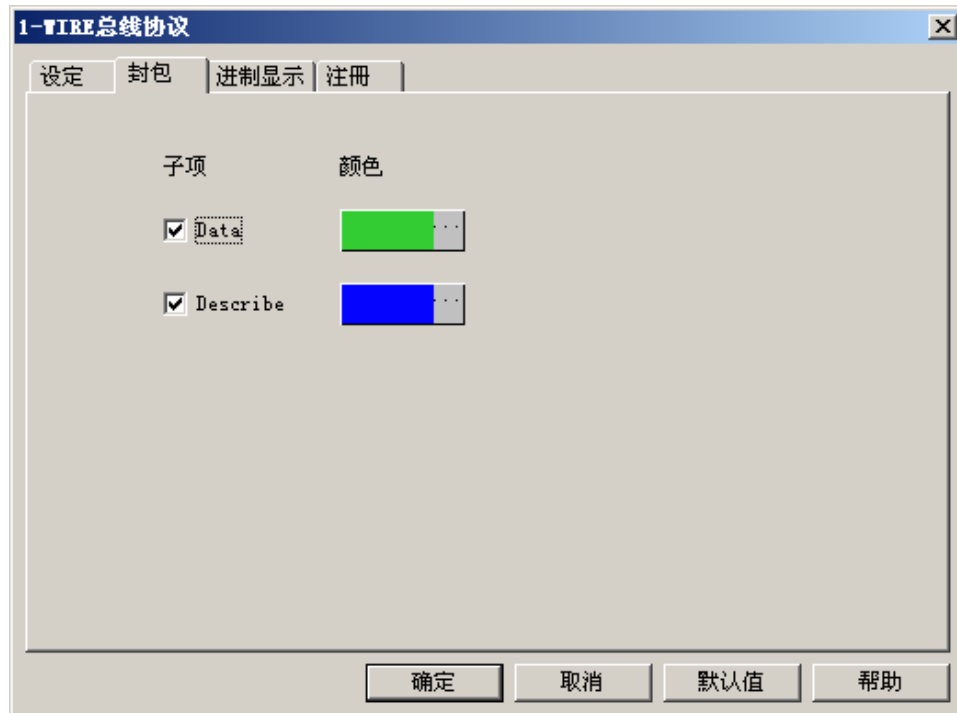 1-WIRE总线协议
设定 封包 进制显示 注冊
子项 颜色
Data ...
Describe ...
确定 取消 默认值 帮助